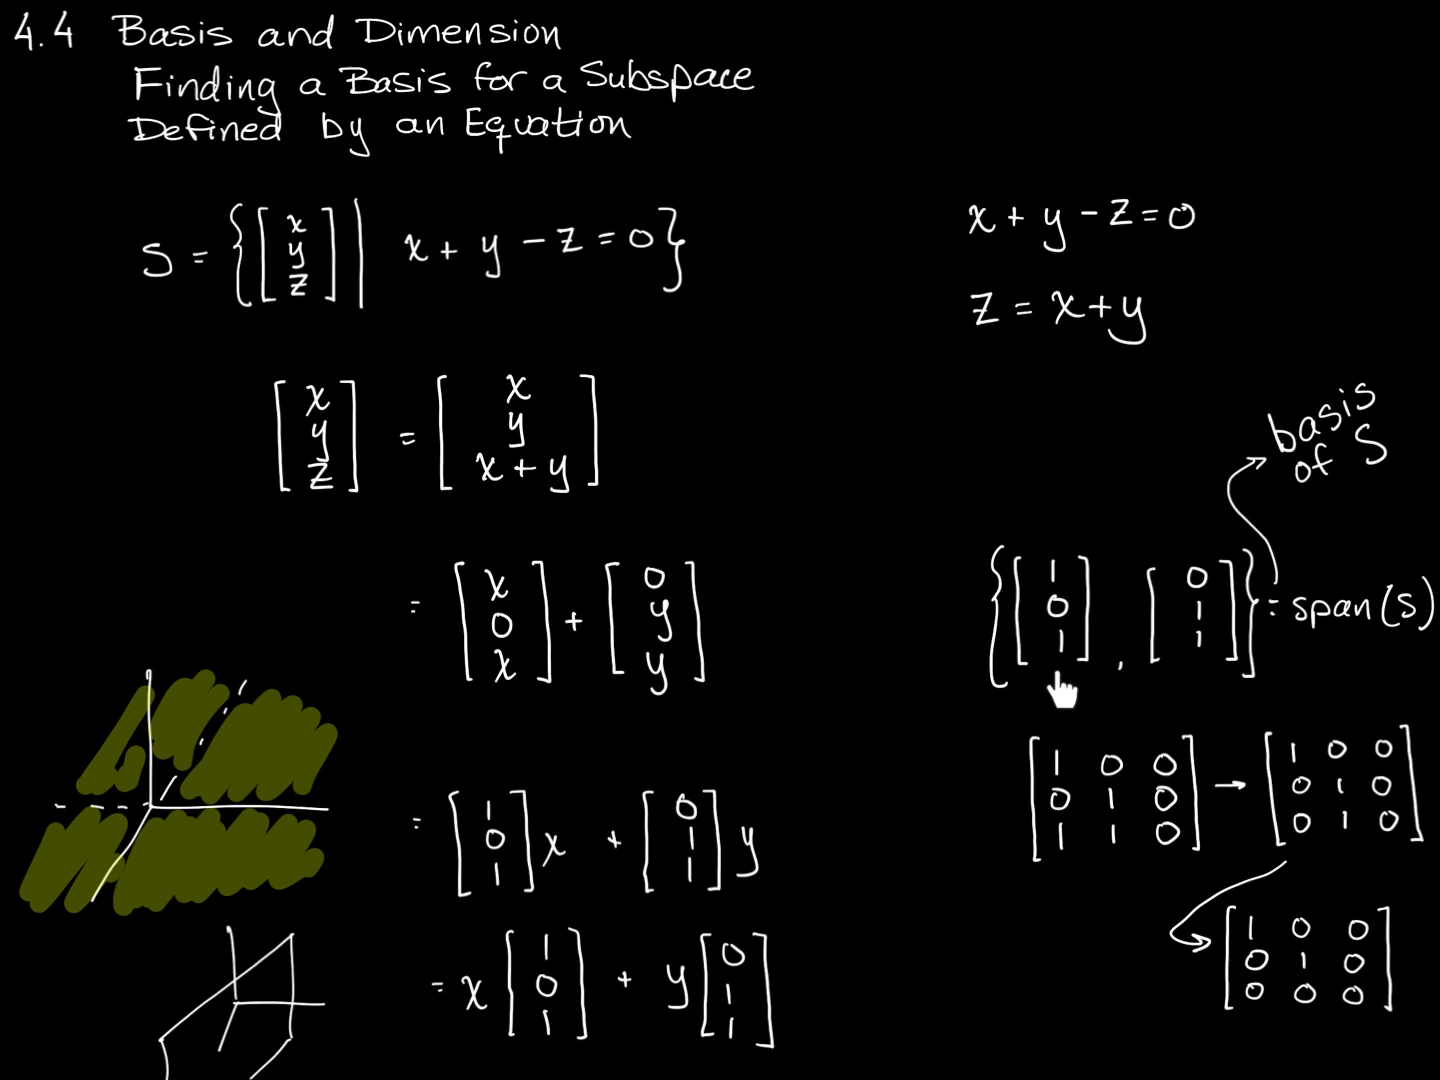 4.4 Basis and Dimension
Finding a Basis for a Subspace
Defined by an Equation
S = { [ x y z ] | x + y - z = 0 }
x + y - z = 0
z = x + y
[ x y z ] = [ x y x + y ]
basis of S
= [ x 0 x ] + [ 0 y y ]
{ [ 1 0 1 ] , [ 0 1 1 ] } = span(S)
= [ 1 0 1 ] x + [ 0 1 1 ] y
[ 1 0 0
0 1 0
1 1 0 ]
→
[ 1 0 0
0 1 0
0 1 0 ]
→
[ 1 0 0
0 1 0
0 0 0 ]
= x [ 1 0 1 ] + y [ 0 1 1 ]